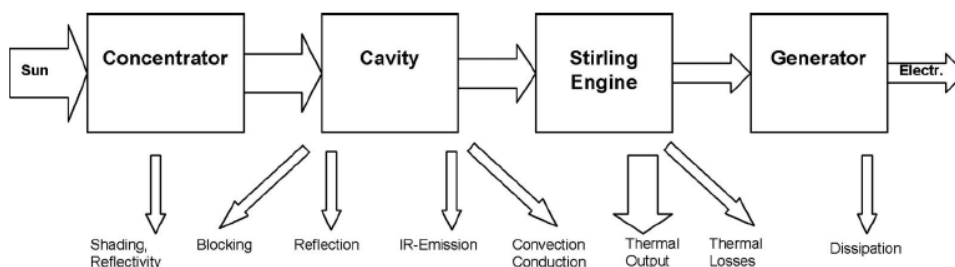 Sun
Concentrator
Cavity
Stirling
Engine
Generator
Electr.
Shading,
Reflectivity
Blocking
Reflection
IR-Emission
Convection
Conduction
Thermal
Output
Thermal
Losses
Dissipation